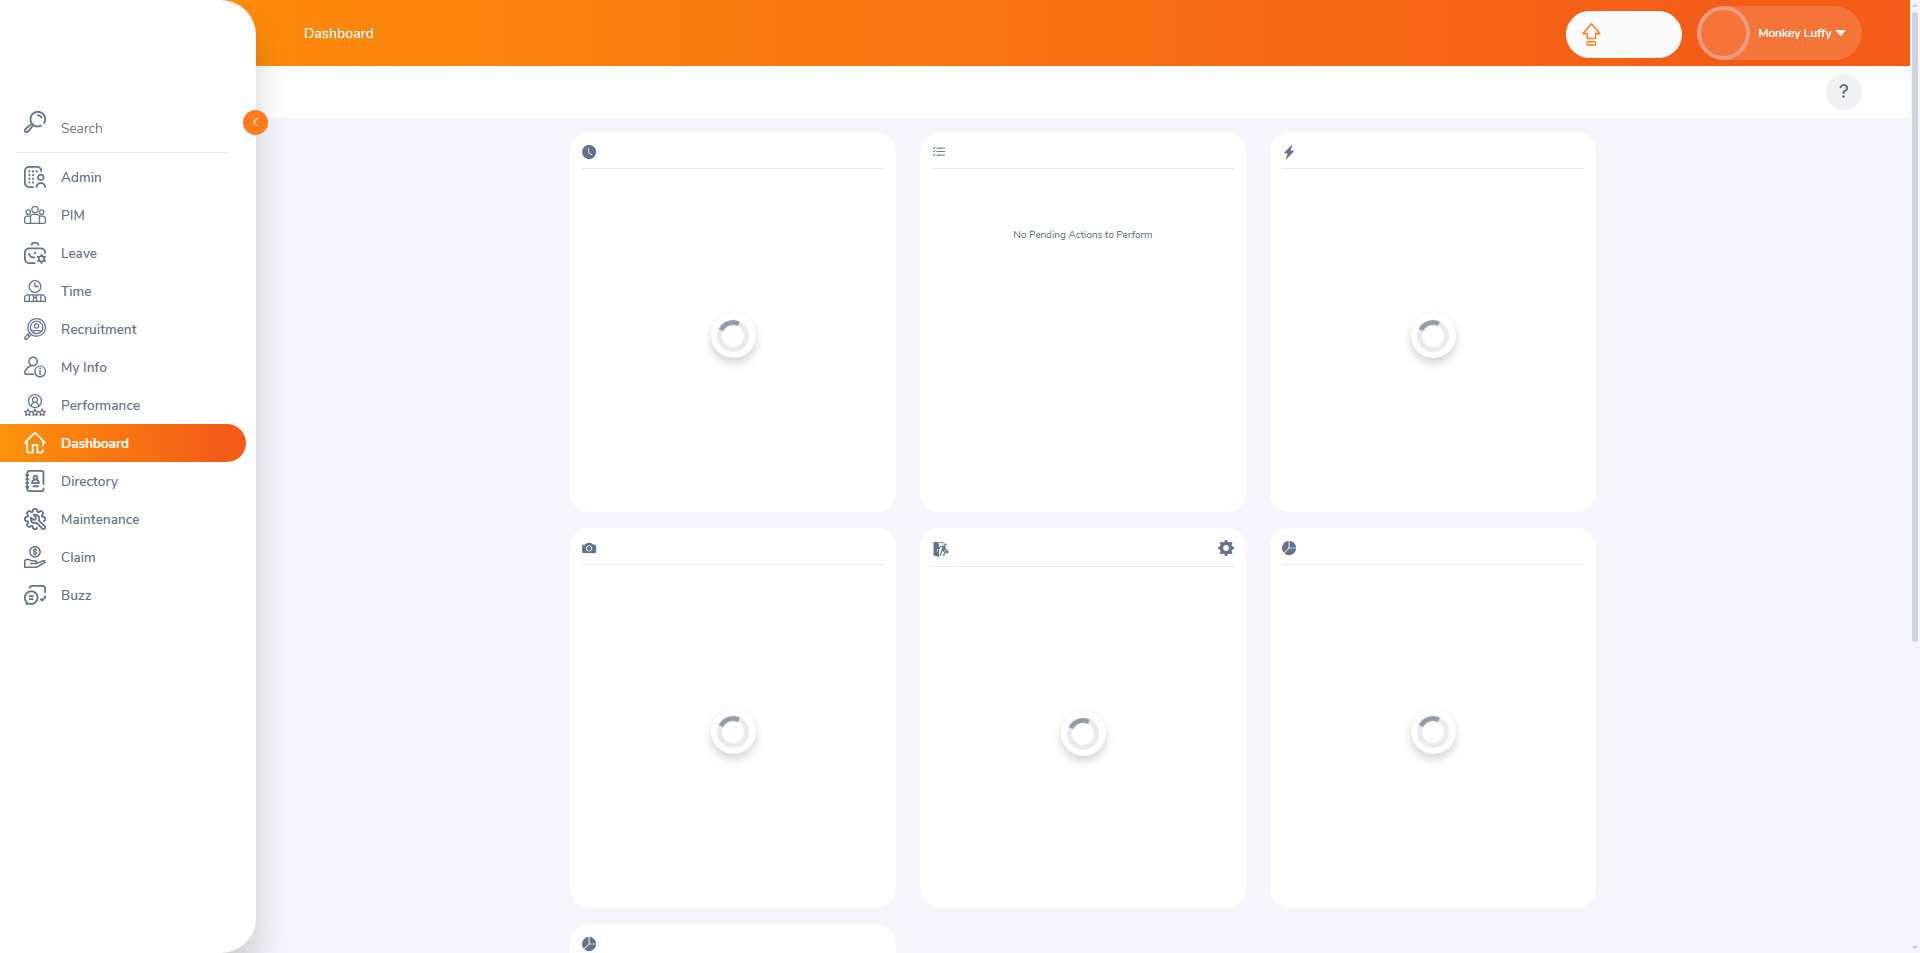 Dashboard
Monkey Luffy
?
Search
Admin
PIM
Leave
Time
Recruitment
My Info
Performance
Dashboard
Directory
Maintenance
Claim
Buzz
No Pending Actions to Perform